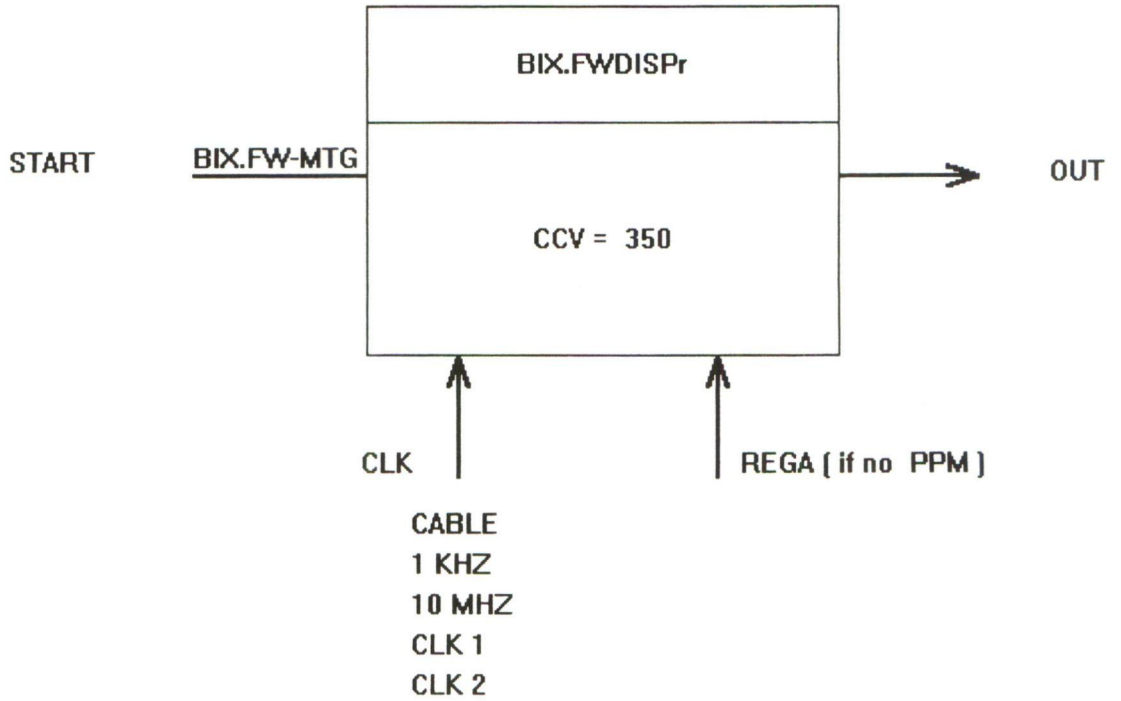 BIX.FWDISPr
START
BIX.FW-MTG
OUT
CCV = 350
CLK
REGA ( if no PPM )
CABLE
1 KHZ
10 MHZ
CLK 1
CLK 2